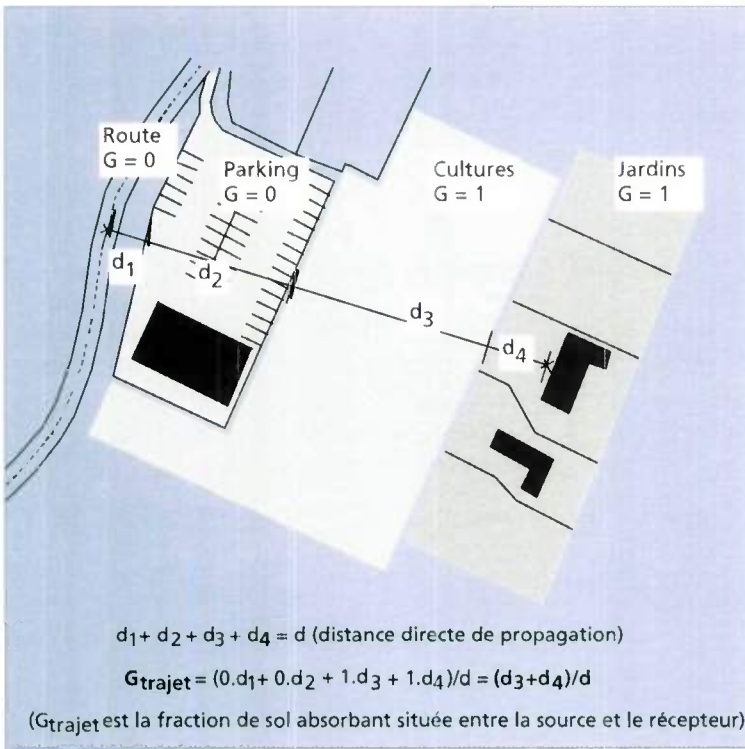 Route
G = 0
Parking
G = 0
Cultures
G = 1
Jardins
G = 1
d1
d2
d3
d4
d1+ d2 + d3 + d4 = d (distance directe de propagation)
Gtrajet = (0.d1+ 0.d2 + 1.d3 + 1.d4)/d = (d3+d4)/d
(Gtrajet est la fraction de sol absorbant située entre la source et le récepteur)